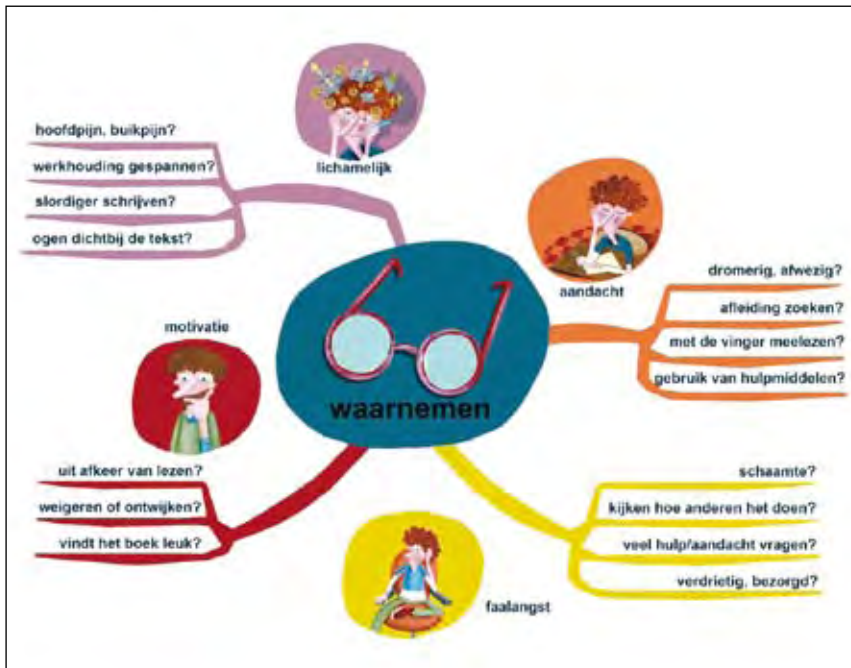 lichamelijk
hoofdpijn, buikpijn?
werkhouding gespannen?
slordiger schrijven?
ogen dichtbij de tekst?
aandacht
dromerig, afwezig?
afleiding zoeken?
met de vinger meelezen?
gebruik van hulpmiddelen?
waarnemen
motivatie
uit afkeer van lezen?
weigeren of ontwijken?
vindt het boek leuk?
faalangst
schaamte?
kijken hoe anderen het doen?
veel hulp/aandacht vragen?
verdrietig, bezorgd?